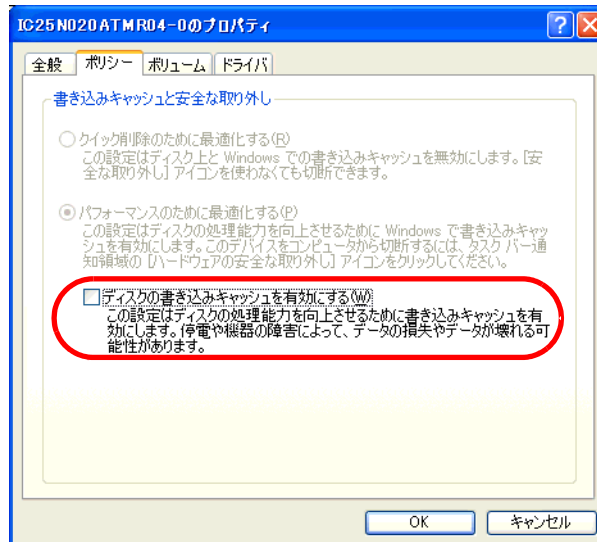 IC25N020ATMR04-0のプロパティ
全般 ポリシー ボリューム ドライバ
書き込みキャッシュと安全な取り外し
クイック削除のために最適化する(R)
この設定はディスク上と Windows での書き込みキャッシュを無効にします。[安
全な取り外し] アイコンを使わなくても切断できます。
パフォーマンスのために最適化する(P)
この設定はディスクの処理能力を向上させるために Windows で書き込みキャッ
シュを有効にします。このデバイスをコンピュータから切断するには、タスク バー通
知領域の [ハードウェアの安全な取り外し] アイコンをクリックしてください。
ディスクの書き込みキャッシュを有効にする(W)
この設定はディスクの処理能力を向上させるために書き込みキャッシュを有
効にします。停電や機器の障害によって、データの損失やデータが壊れる可
能性があります。
OK キャンセル